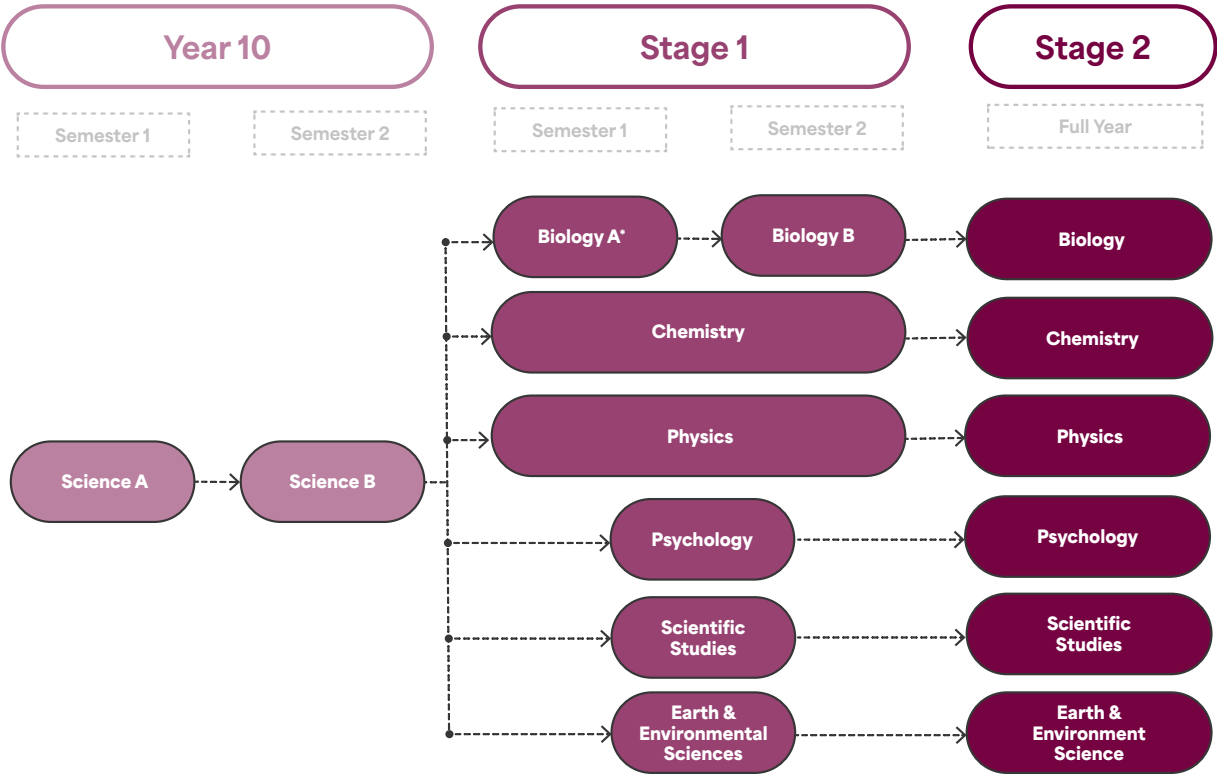 Year 10
Stage 1
Stage 2
Semester 1
Semester 2
Semester 1
Semester 2
Full Year
Biology A*
Biology B
Biology
Chemistry
Chemistry
Physics
Physics
Science A
Science B
Psychology
Psychology
Scientific
Studies
Scientific
Studies
Earth &
Environmental
Sciences
Earth &
Environment
Science